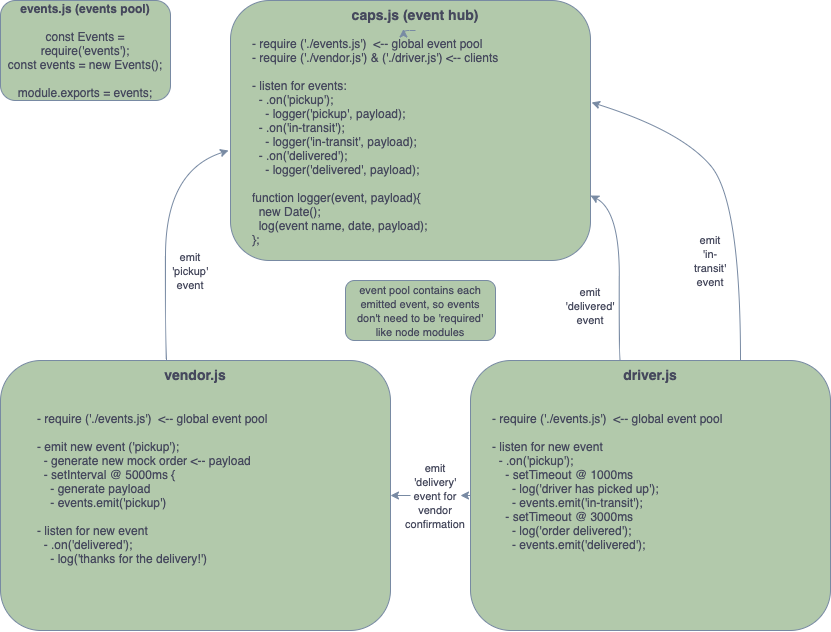 events.js (events pool)
const Events =
require('events');
const events = new Events();
module.exports = events;
caps.js (event hub)
- require ('./events.js')  <-- global event pool
- require ('./vendor.js') & ('./driver.js') <-- clients
- listen for events:
- .on('pickup');
- logger('pickup', payload);
- .on('in-transit');
- logger('in-transit', payload);
- .on('delivered');
- logger('delivered', payload);
function logger(event, payload){
new Date();
log(event name, date, payload);
};
emit
'pickup'
event
event pool contains each
emitted event, so events
don't need to be 'required'
like node modules
emit
'delivered'
event
emit
'in-
transit'
event
vendor.js
- require ('./events.js')  <-- global event pool
- emit new event ('pickup');
- generate new mock order <-- payload
- setInterval @ 5000ms {
- generate payload
- events.emit('pickup')
- listen for new event
- .on('delivered');
- log('thanks for the delivery!')
emit
'delivery'
event for
vendor
confirmation
driver.js
- require ('./events.js')  <-- global event pool
- listen for new event
- .on('pickup');
- setTimeout @ 1000ms
- log('driver has picked up');
- events.emit('in-transit');
- setTimeout @ 3000ms
- log('order delivered');
- events.emit('delivered');